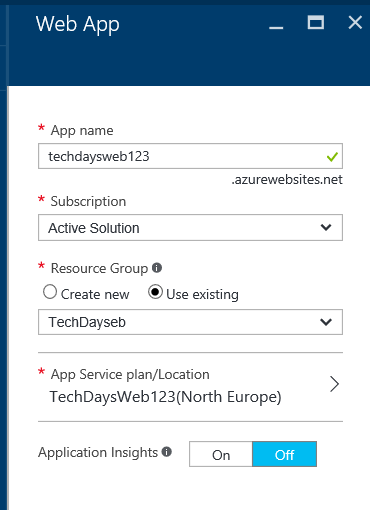 Web App
* App name
techdaysweb123
.azurewebsites.net
* Subscription
Active Solution
* Resource Group
Create new Use existing
TechDayseb
* App Service plan/Location
TechDaysWeb123(North Europe)
Application Insights On Off